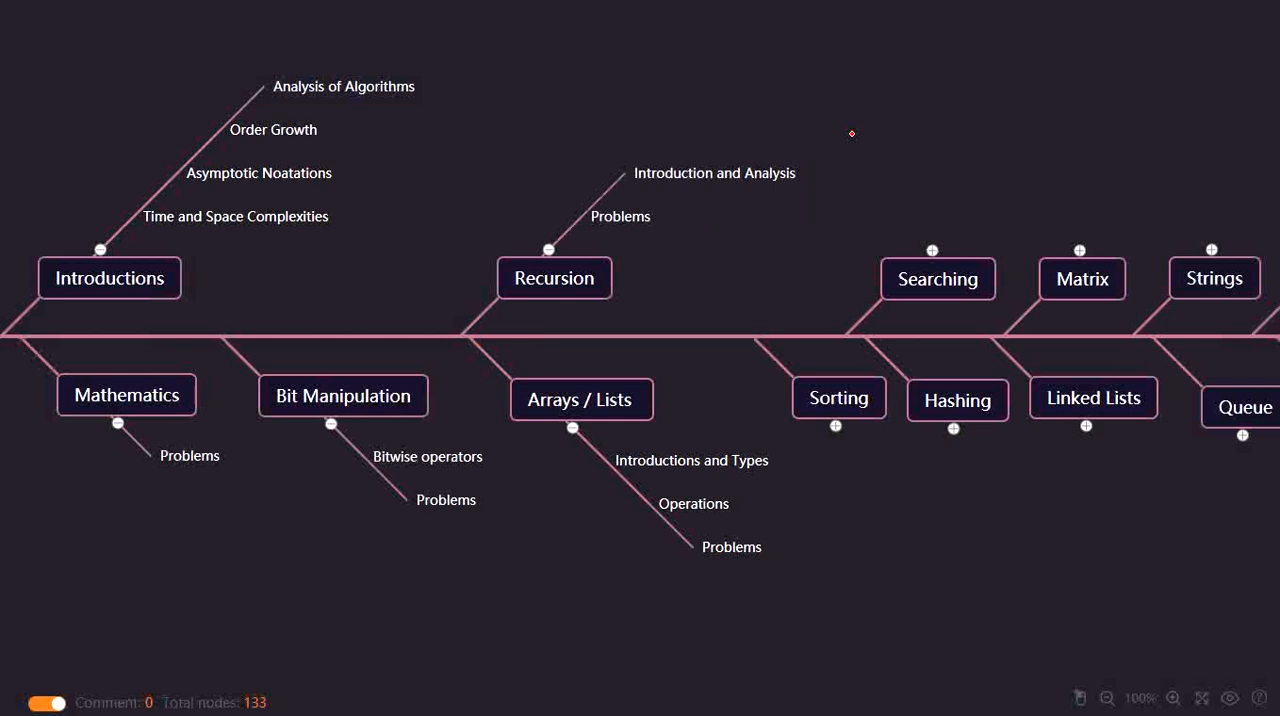 Analysis of Algorithms
Order Growth
Asymptotic Noatations
Time and Space Complexities
Introduction and Analysis
Problems
Introductions
Recursion
Searching
Matrix
Strings
Mathematics
Bit Manipulation
Arrays / Lists
Sorting
Hashing
Linked Lists
Queue
Problems
Bitwise operators
Problems
Introductions and Types
Operations
Problems
Comment: 0 Total nodes: 133
100%